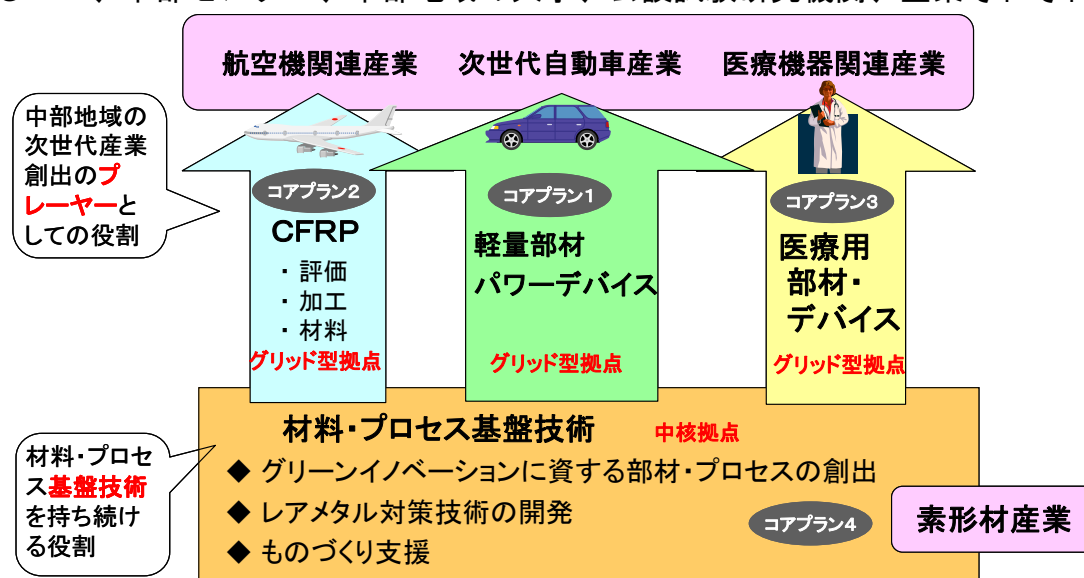 航空機関連産業
次世代自動車産業
医療機器関連産業
中部地域の
次世代産業
創出のプ
レーヤーと
しての役割
コアプラン2
CFRP
・ 評価
・ 加工
・ 材料
グリッド型拠点
コアプラン1
軽量部材
パワーデバイス
グリッド型拠点
コアプラン3
医療用
部材・
デバイス
グリッド型拠点
材料・プロセ
ス基盤技術
を持ち続け
る役割
材料・プロセス基盤技術 中核拠点
◆ グリーンイノベーションに資する部材・プロセスの創出
◆ レアメタル対策技術の開発
◆ ものづくり支援
コアプラン4
素形材産業